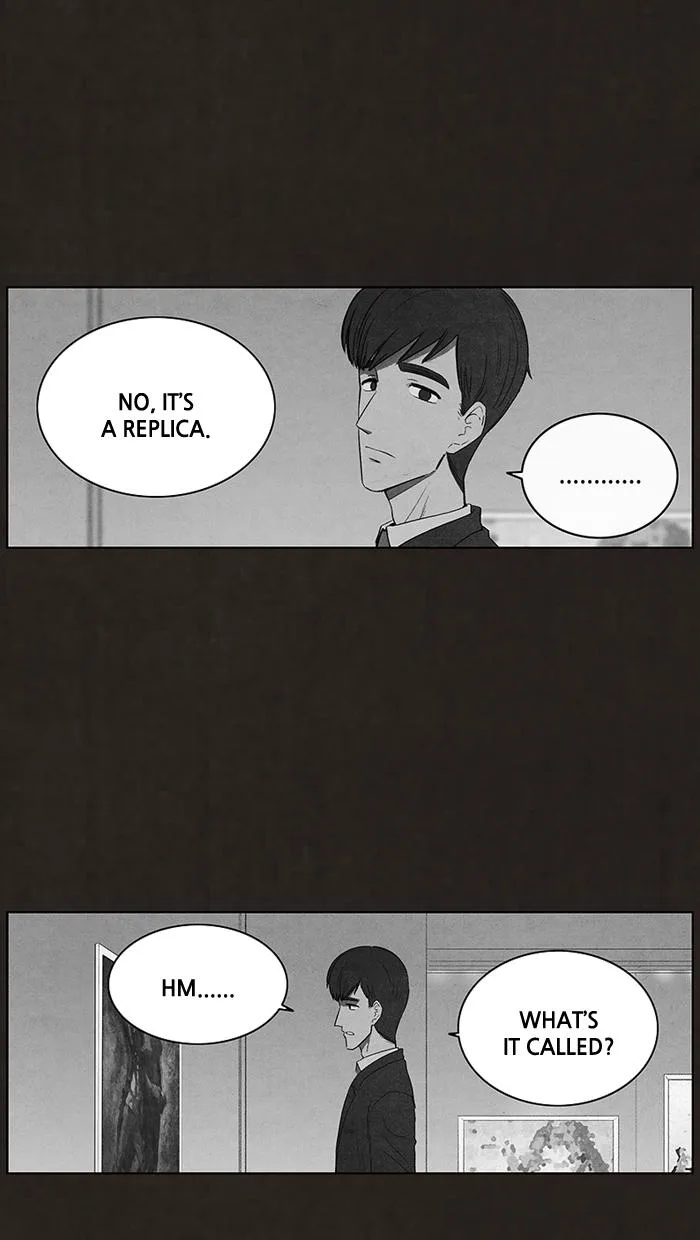 NO, IT'S
A REPLICA.
............
HM......
WHAT'S
IT CALLED?